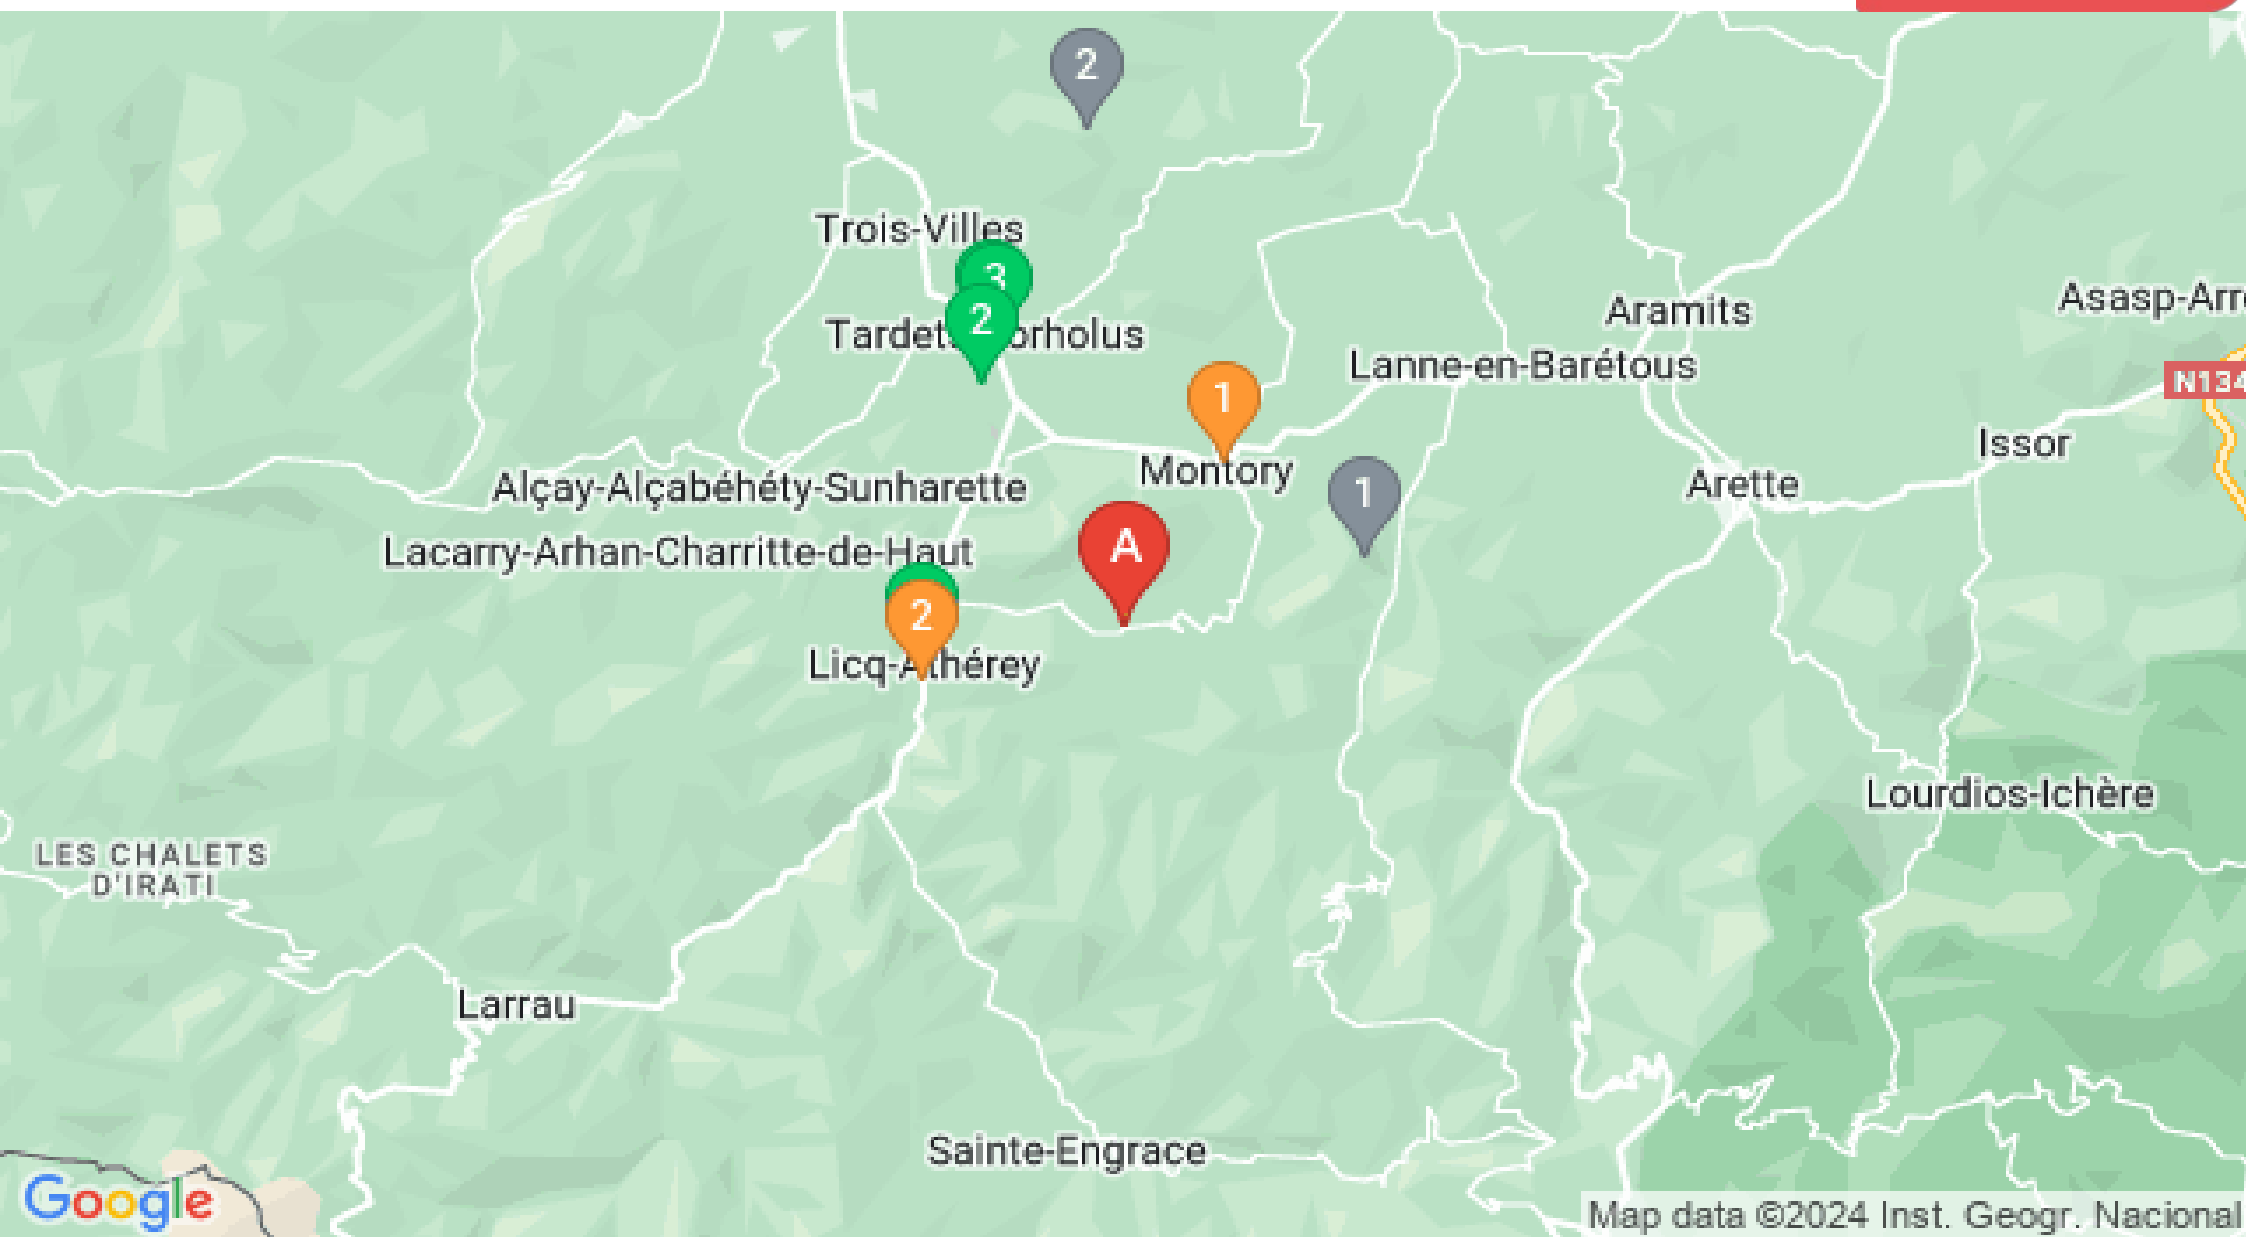 2
Trois-Villes
3
2
Aramits
Asasp-Arr
Lanne-en-Barétous
N134
1
Issor
Montory
Arette
1
Alçay-Alçabéhéty-Sunharette
A
Lacarry-Arhan-Charritte-de-Haut
2
Licq-Athérey
Lourdios-Ichère
LES CHALETS
D'IRATI
Larrau
Sainte-Engrace
Google
Map data ©2024 Inst. Geogr. Nacional